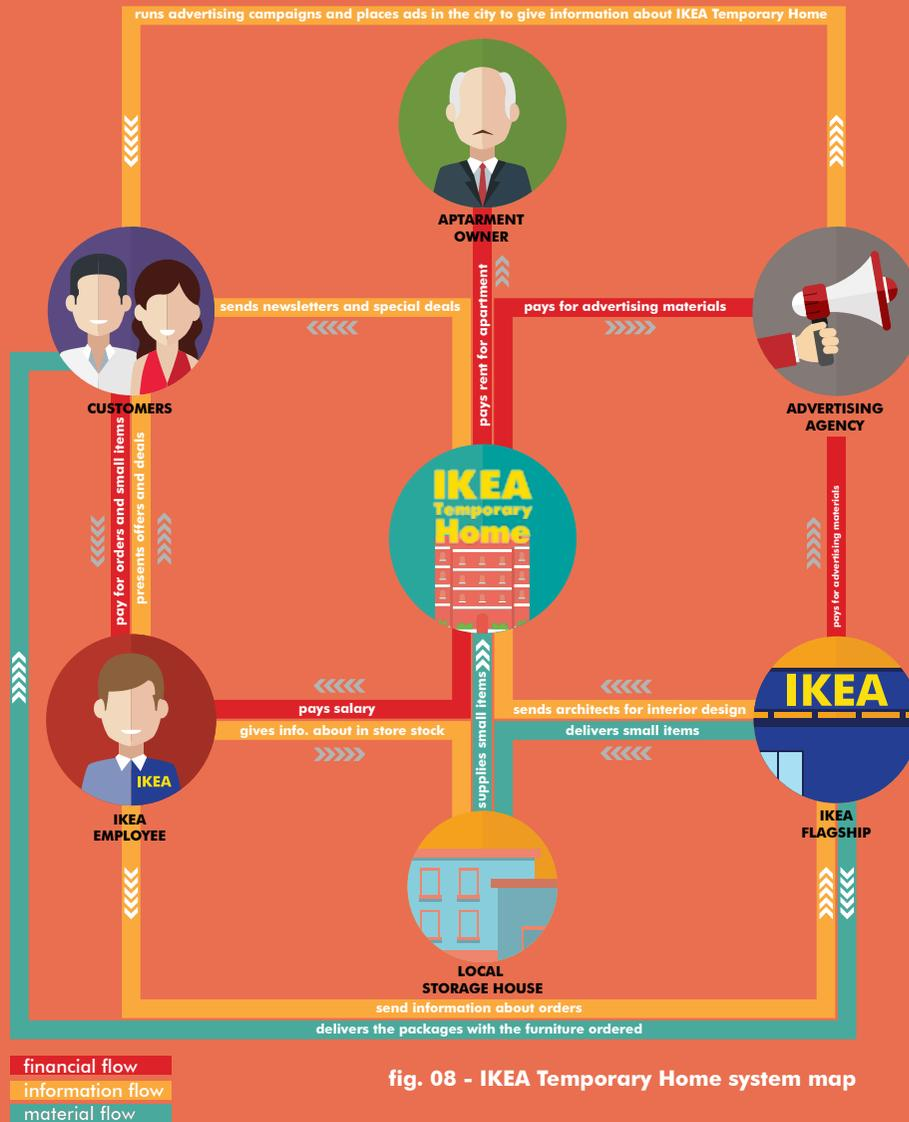 runs advertising campaigns and places ads in the city to give information about IKEA Temporary Home
APTARMENT
OWNER
sends newsletters and special deals
pays rent for apartment
pays for advertising materials
CUSTOMERS
ADVERTISING
AGENCY
pay for orders and small items
presents offers and deals
IKEA
Temporary
Home
pays for advertising materials
IKEA
pays salary
gives info. about in store stock
supplies small items
sends architects for interior design
delivers small items
IKEA
IKEA
EMPLOYEE
IKEA
FLAGSHIP
LOCAL
STORAGE HOUSE
send information about orders
delivers the packages with the furniture ordered
financial flow
information flow
material flow
fig. 08 - IKEA Temporary Home system map